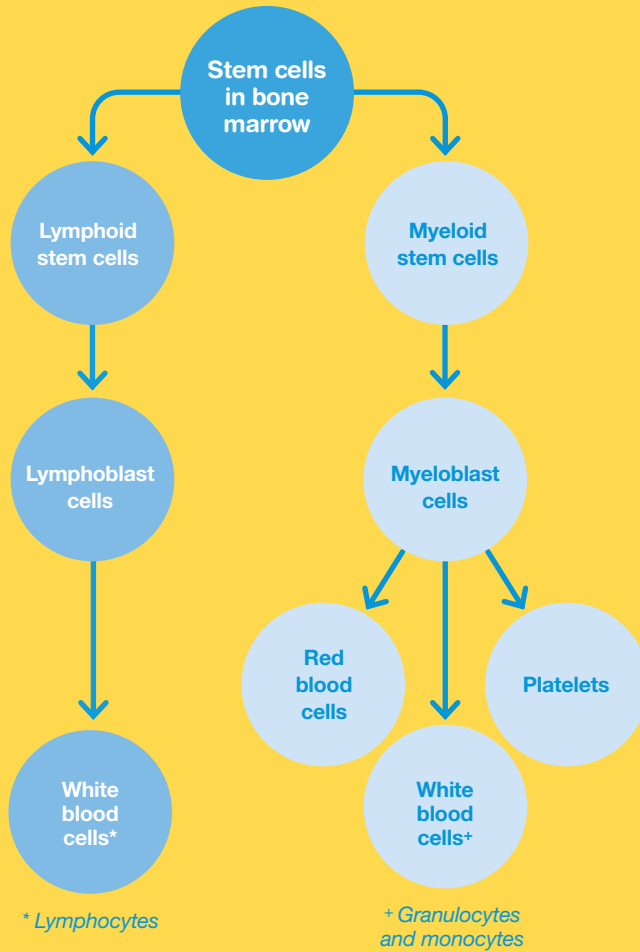 Stem cells
in bone
marrow
Lymphoid
stem cells
Myeloid
stem cells
Lymphoblast
cells
Myeloblast
cells
Red
blood
cells
Platelets
White
blood
cells*
White
blood
cells+
* Lymphocytes
+ Granulocytes
and monocytes